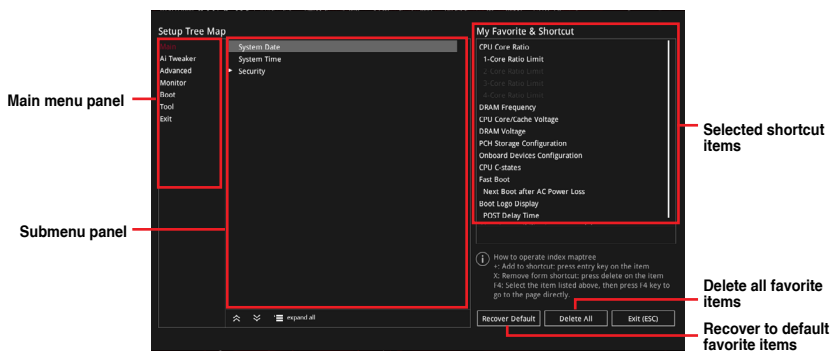 Setup Tree Map
My Favorite & Shortcut
Main
Ai Tweaker
Advanced
Monitor
Boot
Tool
Exit
System Date
System Time
Security
CPU Core Ratio
1-Core Ratio Limit
2-Core Ratio Limit
3-Core Ratio Limit
4-Core Ratio Limit
DRAM Frequency
CPU Core/Cache Voltage
DRAM Voltage
PCH Storage Configuration
Onboard Devices Configuration
CPU C-states
Fast Boot
Next Boot after AC Power Loss
Boot Logo Display
POST Delay Time
Main menu panel
Submenu panel
Selected shortcut
items
How to operate index maptree
+: Add to shortcut: press entry key on the item
X: Remove form shortcut: press delete on the item
F4: Select the item listed above, then press F4 key to
go to the page directly.
expand all
Recover Default
Delete All
Exit (ESC)
Delete all favorite
items
Recover to default
favorite items